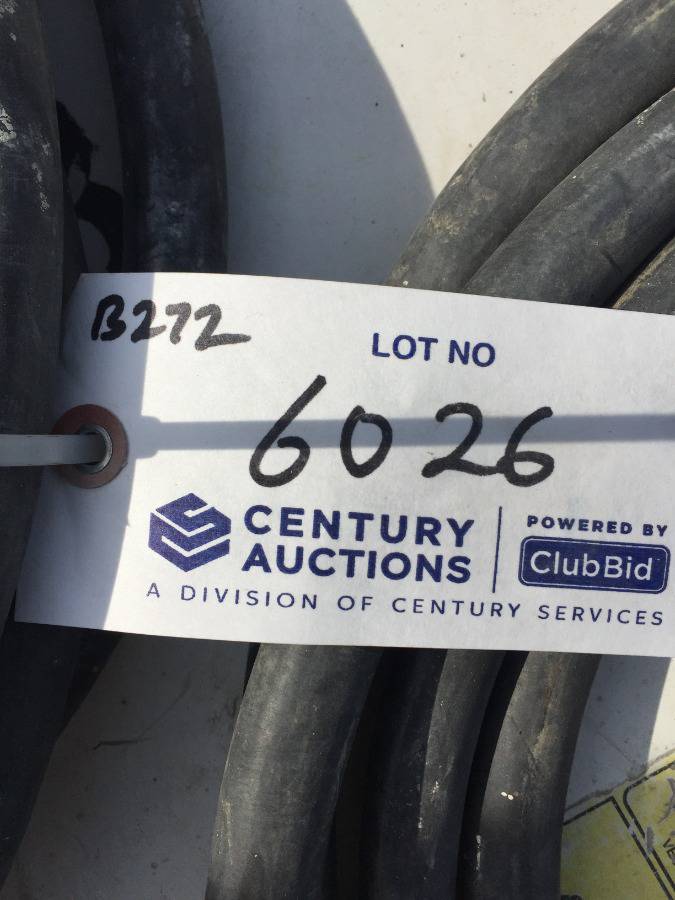 B272
LOT NO
6026
CENTURY
AUCTIONS
POWERED BY
ClubBid
A DIVISION OF CENTURY SERVICES